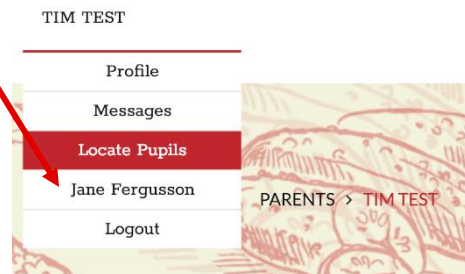 TIM TEST
Profile
Messages
Locate Pupils
Jane Fergusson
PARENTS > TIM TEST
Logout